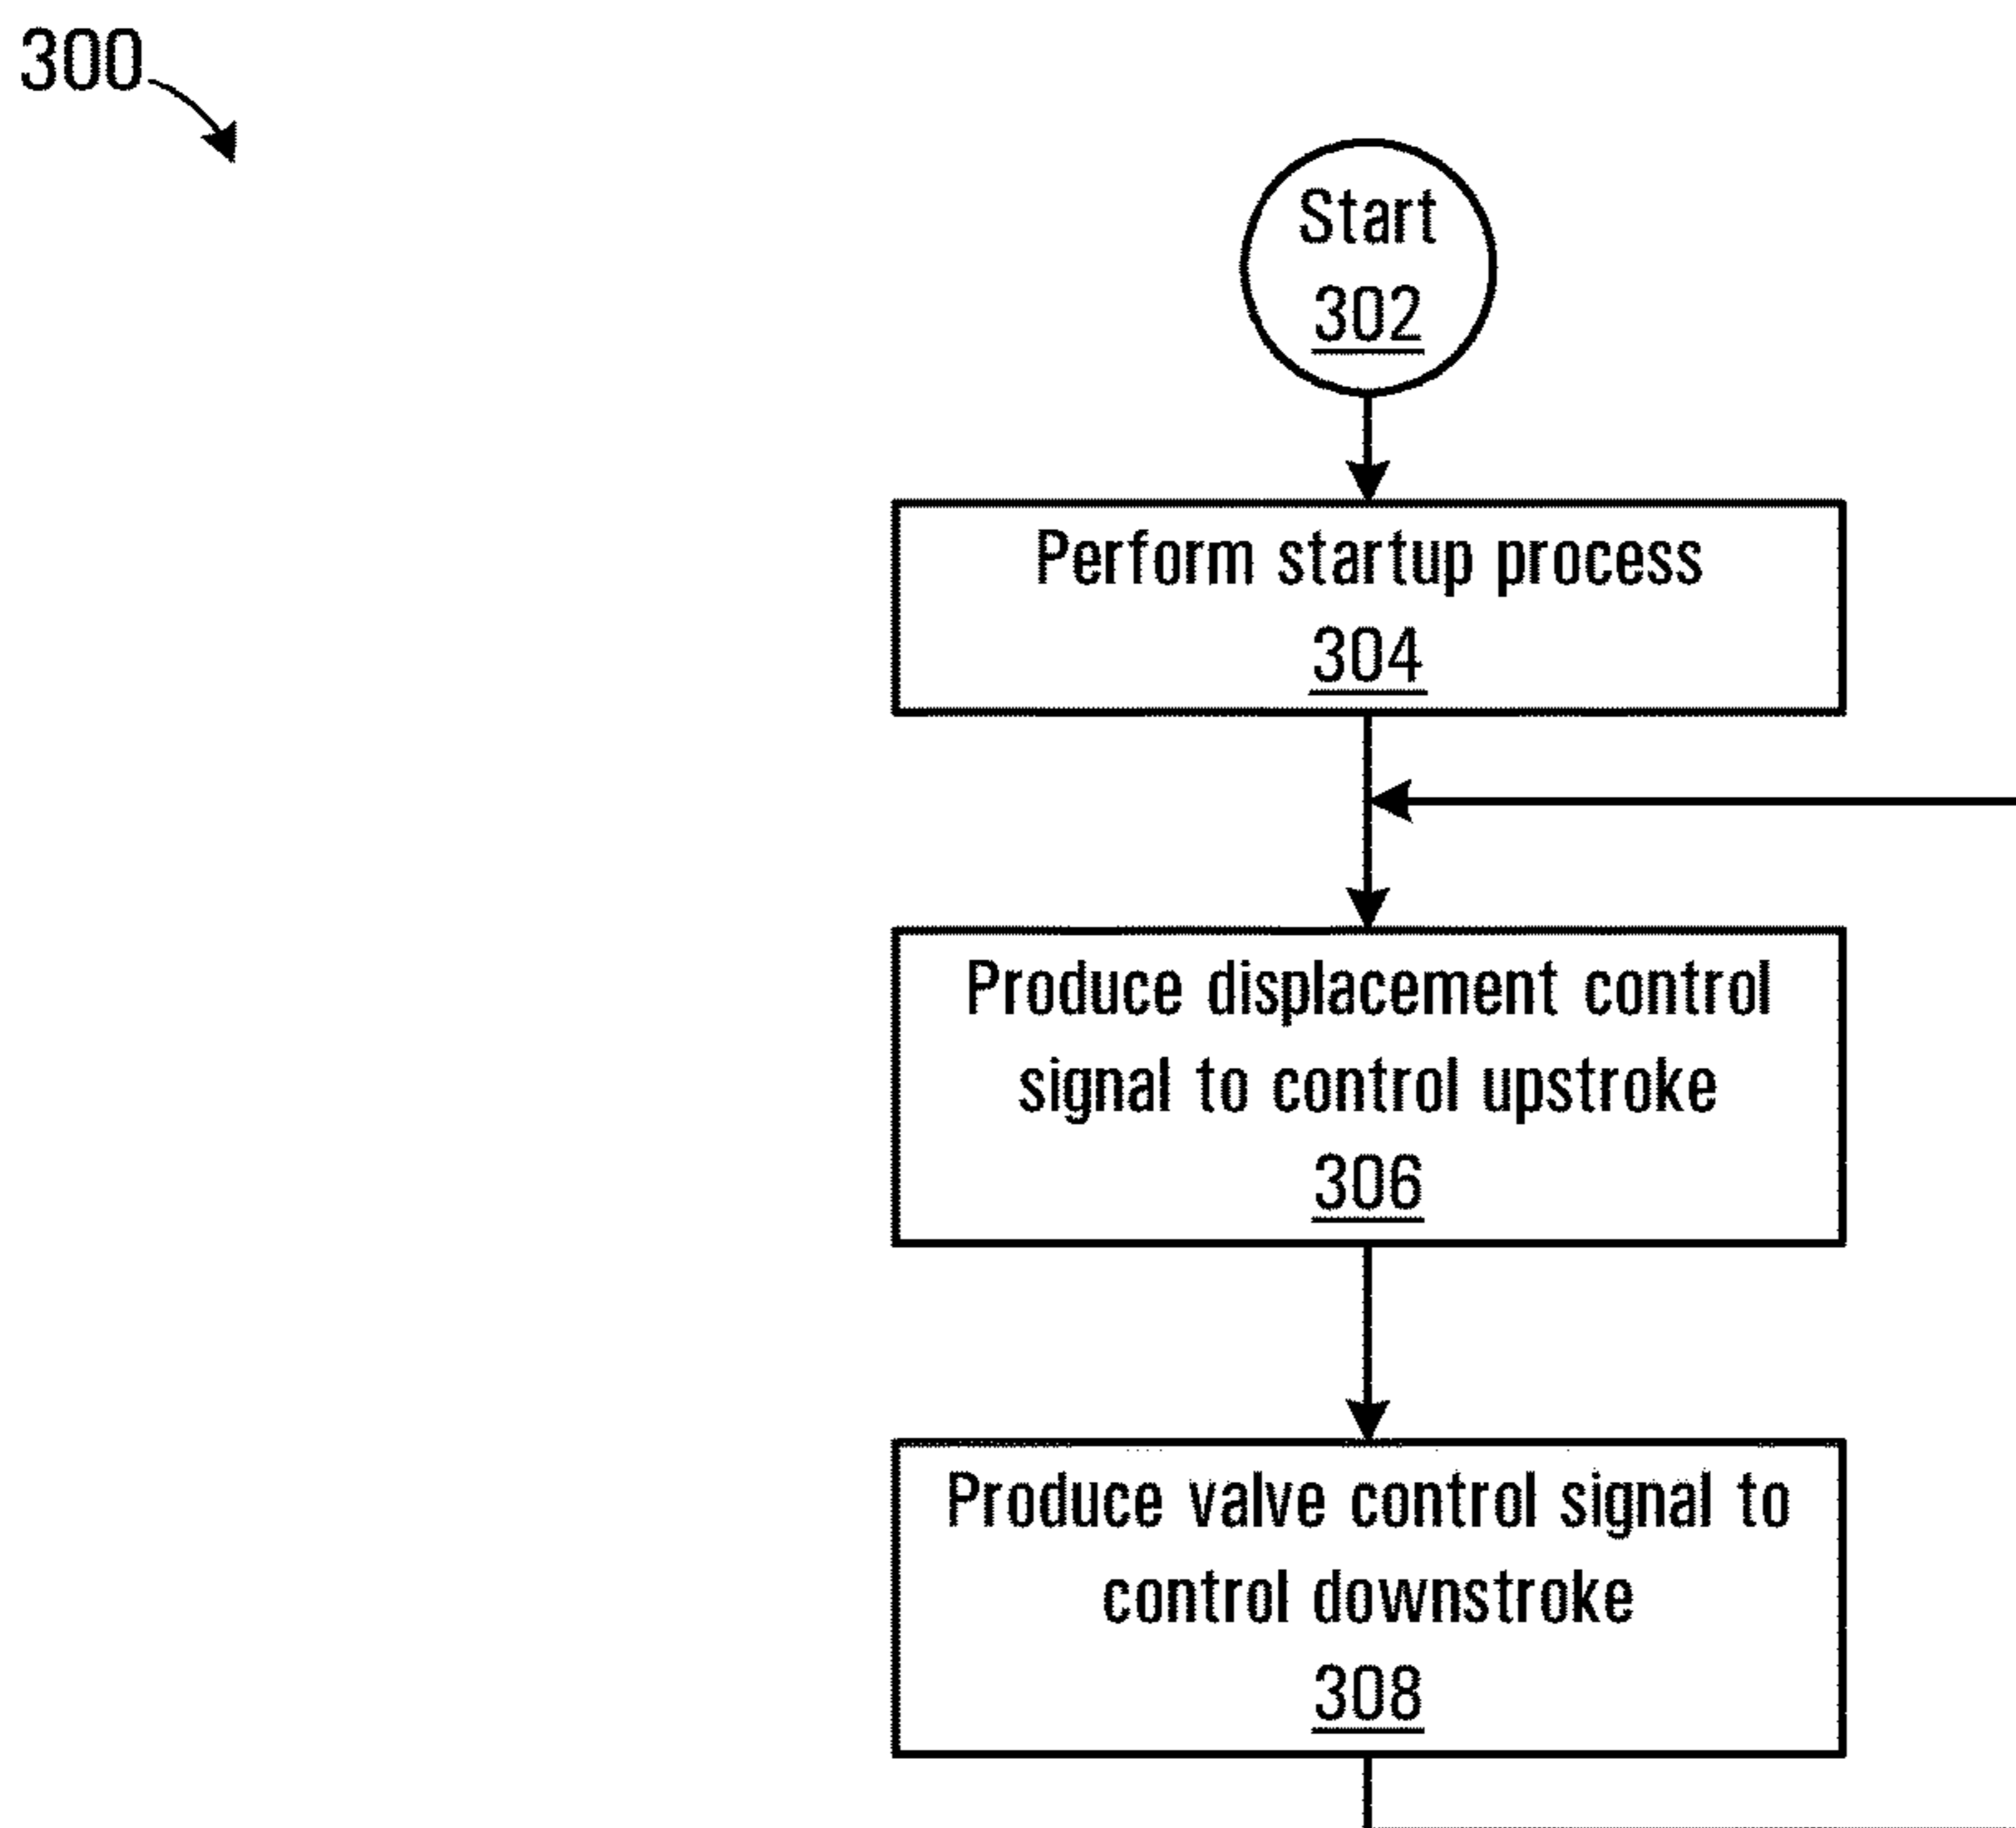 300
Start
302
Perform startup process
304
Produce displacement control
signal to control upstroke
306
Produce valve control signal to
control downstroke
308